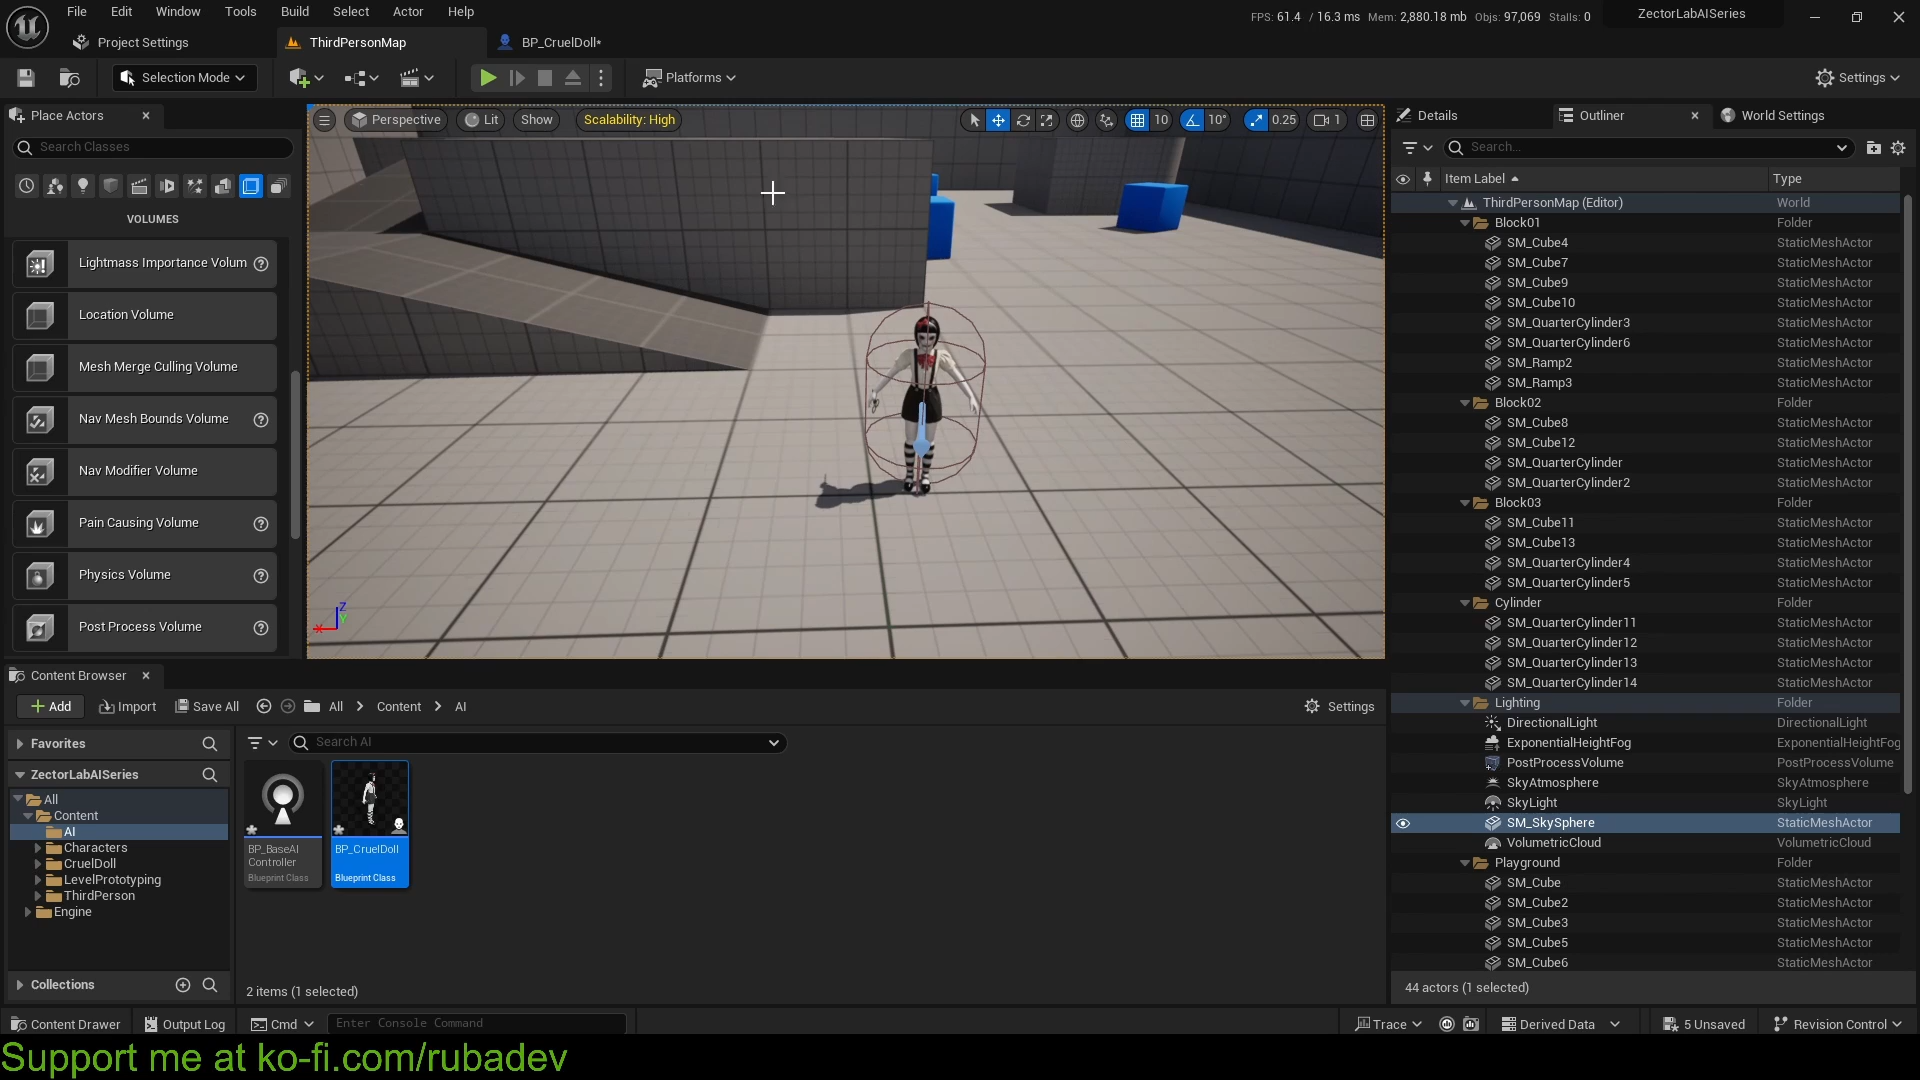 File Edit Window Tools Build Select Actor Help
FPS: 61.4 / 16.3 ms Mem: 2,880.18 mb Objs: 97,069 Stalls: 0
ZectorLabAISeries
Project Settings
ThirdPersonMap
BP_CruelDoll*
Selection Mode
Platforms
Settings
Place Actors
Search Classes
VOLUMES
Lightmass Importance Volum
Location Volume
Mesh Merge Culling Volume
Nav Mesh Bounds Volume
Nav Modifier Volume
Pain Causing Volume
Physics Volume
Post Process Volume
Perspective Lit Show Scalability: High
10 10° 0.25 1
Z
Y
X
Details
Outliner
World Settings
Search...
Item Label Type
ThirdPersonMap (Editor) World
Block01 Folder
SM_Cube4 StaticMeshActor
SM_Cube7 StaticMeshActor
SM_Cube9 StaticMeshActor
SM_Cube10 StaticMeshActor
SM_QuarterCylinder3 StaticMeshActor
SM_QuarterCylinder6 StaticMeshActor
SM_Ramp2 StaticMeshActor
SM_Ramp3 StaticMeshActor
Block02 Folder
SM_Cube8 StaticMeshActor
SM_Cube12 StaticMeshActor
SM_QuarterCylinder StaticMeshActor
SM_QuarterCylinder2 StaticMeshActor
Block03 Folder
SM_Cube11 StaticMeshActor
SM_Cube13 StaticMeshActor
SM_QuarterCylinder4 StaticMeshActor
SM_QuarterCylinder5 StaticMeshActor
Cylinder Folder
SM_QuarterCylinder11 StaticMeshActor
SM_QuarterCylinder12 StaticMeshActor
SM_QuarterCylinder13 StaticMeshActor
SM_QuarterCylinder14 StaticMeshActor
Lighting Folder
DirectionalLight DirectionalLight
ExponentialHeightFog ExponentialHeightFog
PostProcessVolume PostProcessVolume
SkyAtmosphere SkyAtmosphere
SkyLight SkyLight
SM_SkySphere StaticMeshActor
VolumetricCloud VolumetricCloud
Playground Folder
SM_Cube StaticMeshActor
SM_Cube2 StaticMeshActor
SM_Cube3 StaticMeshActor
SM_Cube5 StaticMeshActor
SM_Cube6 StaticMeshActor
44 actors (1 selected)
Content Browser
Add Import Save All All Content AI
Settings
Favorites
ZectorLabAISeries
All
Content
AI
Characters
CruelDoll
LevelPrototyping
ThirdPerson
Engine
Collections
Search AI
BP_BaseAI
Controller
Blueprint Class
BP_CruelDoll
Blueprint Class
2 items (1 selected)
Content Drawer Output Log Cmd Enter Console Command
Trace Derived Data 5 Unsaved Revision Control
Support me at ko-fi.com/rubadev